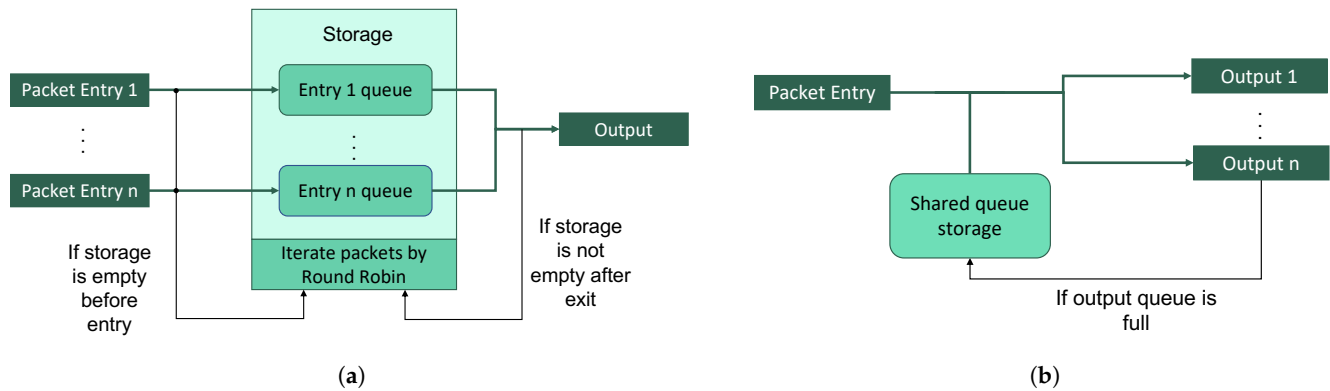 Storage
Packet Entry 1
Entry 1 queue
Output
Packet Entry n
Entry n queue
If storage
is empty
before
entry
Iterate packets by
Round Robin
If storage
is not
empty after
exit
(a)
Packet Entry
Output 1
Output n
Shared queue
storage
If output queue is
full
(b)